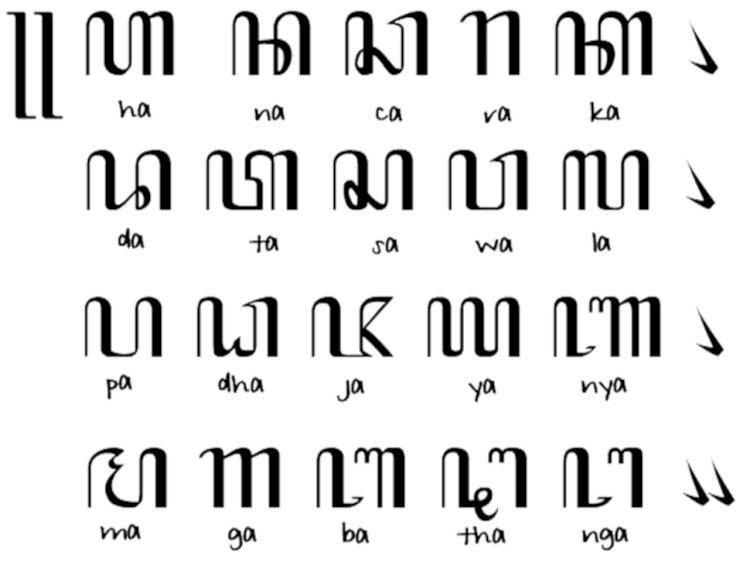 ꧋ ꦲ ꦤ ꦕ ꦫ ꦏ ꧈
ha na ca ra ka
ꦢ ꦠ ꦱ ꦮ ꦭ ꧈
da ta sa wa la
ꦥ ꦝ ꦗ ꦪ ꦚ ꧈
pa dha ja ya nya
ꦩ ꦒ ꦧ ꦛ ꦔ ꧉
ma ga ba tha nga